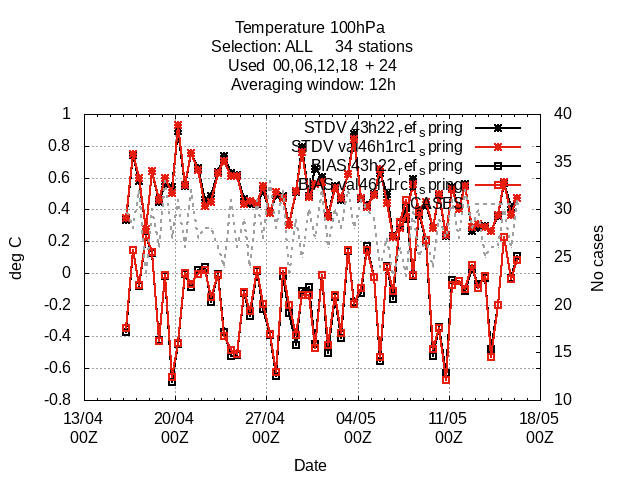 Temperature 100hPa
Selection: ALL 34 stations
Used 00,06,12,18 + 24
Averaging window: 12h
STDV 43h22_ref_spring
STDV val46h1rc1_spring
BIAS 43h22_ref_spring
BIAS val46h1rc1_spring
CASES
1
0.8
0.6
0.4
0.2
0
-0.2
-0.4
-0.6
-0.8
deg C
40
35
30
25
20
15
10
No cases
13/04 20/04 27/04 04/05 11/05 18/05
00Z 00Z 00Z 00Z 00Z 00Z
Date